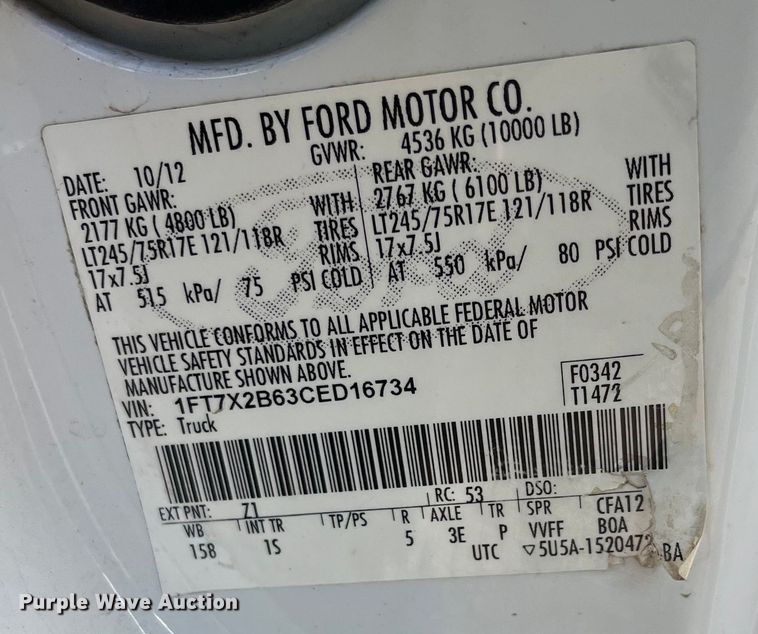 MFD. BY FORD MOTOR CO.
DATE: 10/12 GVWR: 4536 KG (10000 LB)
FRONT GAWR: REAR GAWR:
2177 KG ( 4800 LB) WITH 2767 KG ( 6100 LB) WITH
LT245/75R17E 121/118R TIRES LT245/75R17E 121/118R TIRES
17x7.5J RIMS 17x7.5J RIMS
AT 515 kPa/ 75 PSI COLD AT 550 kPa/ 80 PSI COLD
THIS VEHICLE CONFORMS TO ALL APPLICABLE FEDERAL MOTOR
VEHICLE SAFETY STANDARDS IN EFFECT ON THE DATE OF
MANUFACTURE SHOWN ABOVE.
VIN: 1FT7X2B63CED16734 F0342
TYPE: Truck T1472
EXT PNT: Z1 RC: 53 DSO:
WB INT TR TP/PS R AXLE TR SPR CFA12
158 1S 5 3E P VVFF BOA
UTC ▽5U5A-1520472 BA
Purple Wave Auction